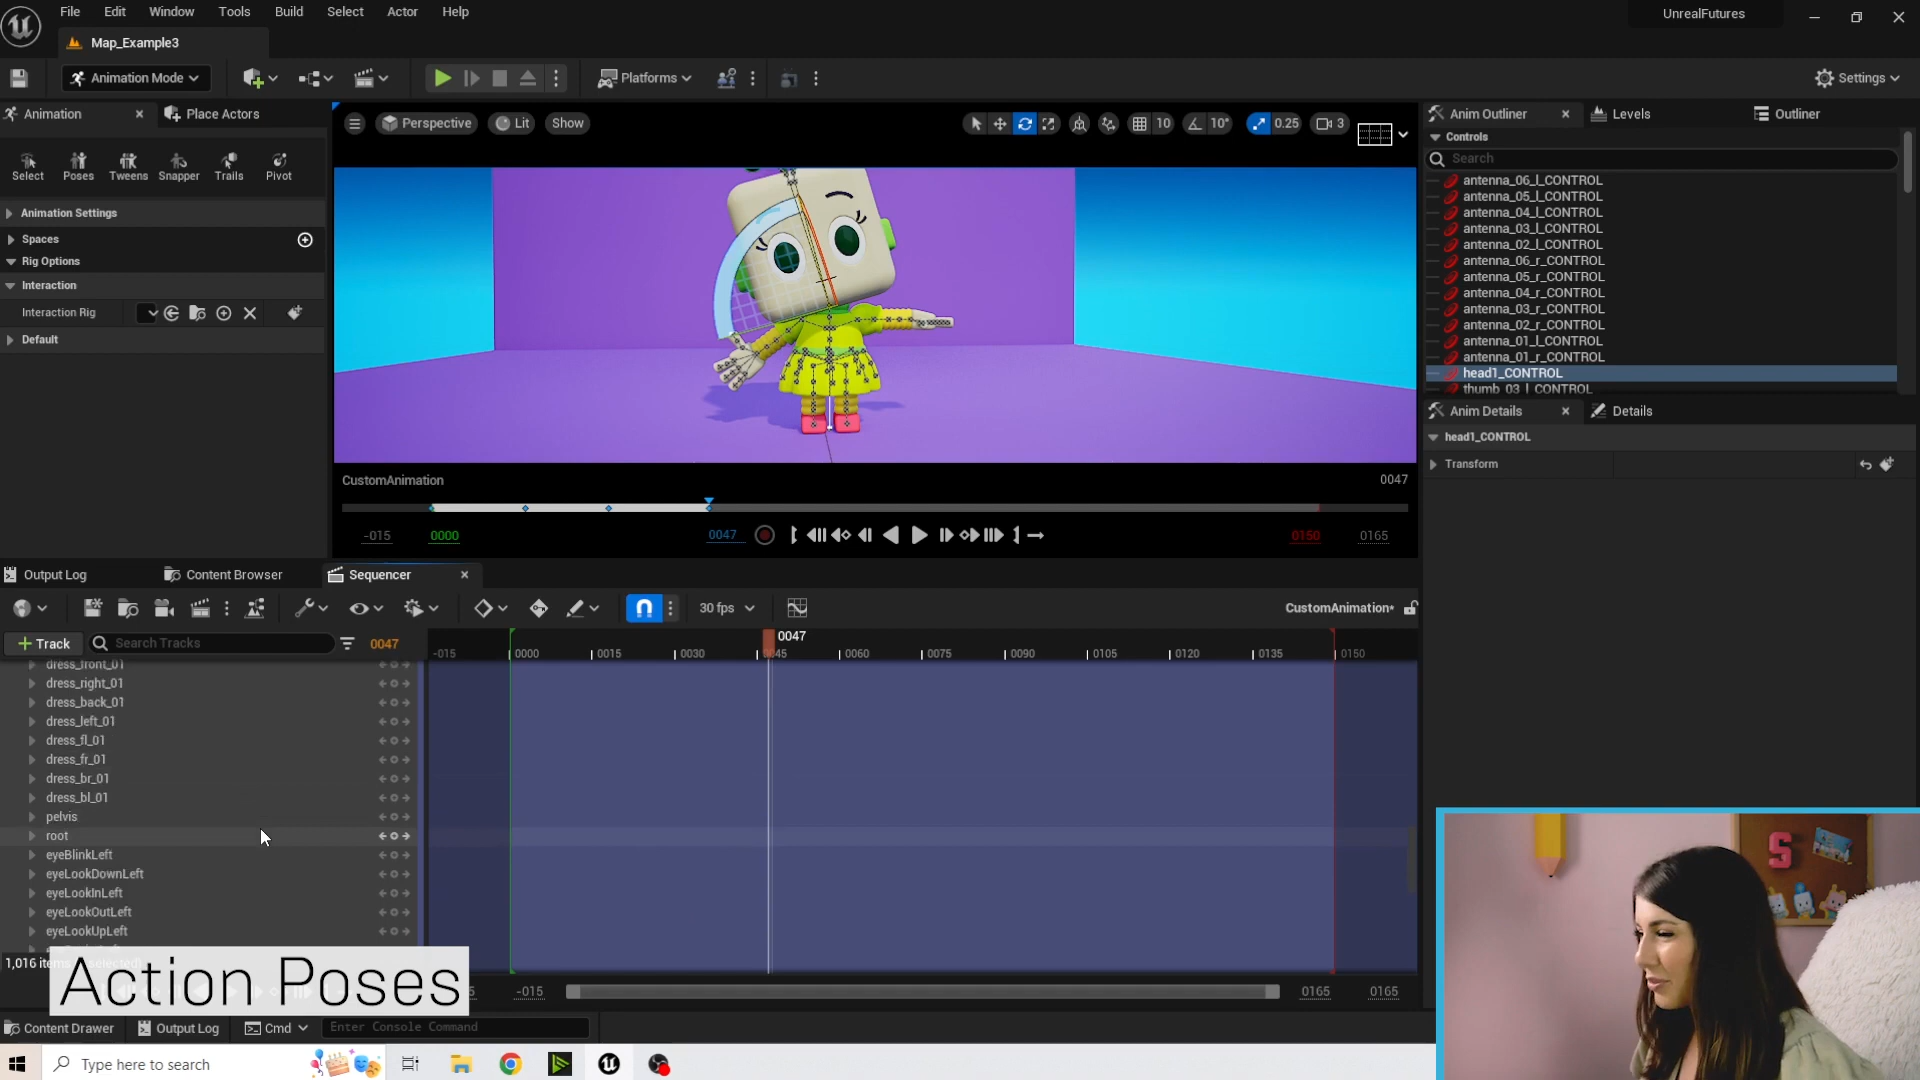 File Edit Window Tools Build Select Actor Help
UnrealFutures
Map_Example3
Animation Mode
Platforms
Settings
Animation
Place Actors
Perspective
Lit
Show
10
10°
0.25
3
Anim Outliner
Levels
Outliner
Controls
Search
Select
Poses
Tweens
Snapper
Trails
Pivot
Animation Settings
Spaces
Rig Options
Interaction
Interaction Rig
Default
antenna_06_l_CONTROL
antenna_05_l_CONTROL
antenna_04_l_CONTROL
antenna_03_l_CONTROL
antenna_02_l_CONTROL
antenna_06_r_CONTROL
antenna_05_r_CONTROL
antenna_04_r_CONTROL
antenna_03_r_CONTROL
antenna_02_r_CONTROL
antenna_01_l_CONTROL
antenna_01_r_CONTROL
head1_CONTROL
thumb_03_l_CONTROL
Anim Details
Details
head1_CONTROL
Transform
CustomAnimation
0047
-015
0000
0047
0150
0165
Output Log
Content Browser
Sequencer
30 fps
CustomAnimation*
Track
Search Tracks
0047
0047
-015 0000 0015 0030 0045 0060 0075 0090 0105 0120 0135 0150
dress_front_01
dress_right_01
dress_back_01
dress_left_01
dress_fl_01
dress_fr_01
dress_br_01
dress_bl_01
pelvis
root
eyeBlinkLeft
eyeLookDownLeft
eyeLookInLeft
eyeLookOutLeft
eyeLookUpLeft
1,016
Action Poses
-015
0165
0165
Content Drawer
Output Log
Cmd
Enter Console Command
Type here to search
S